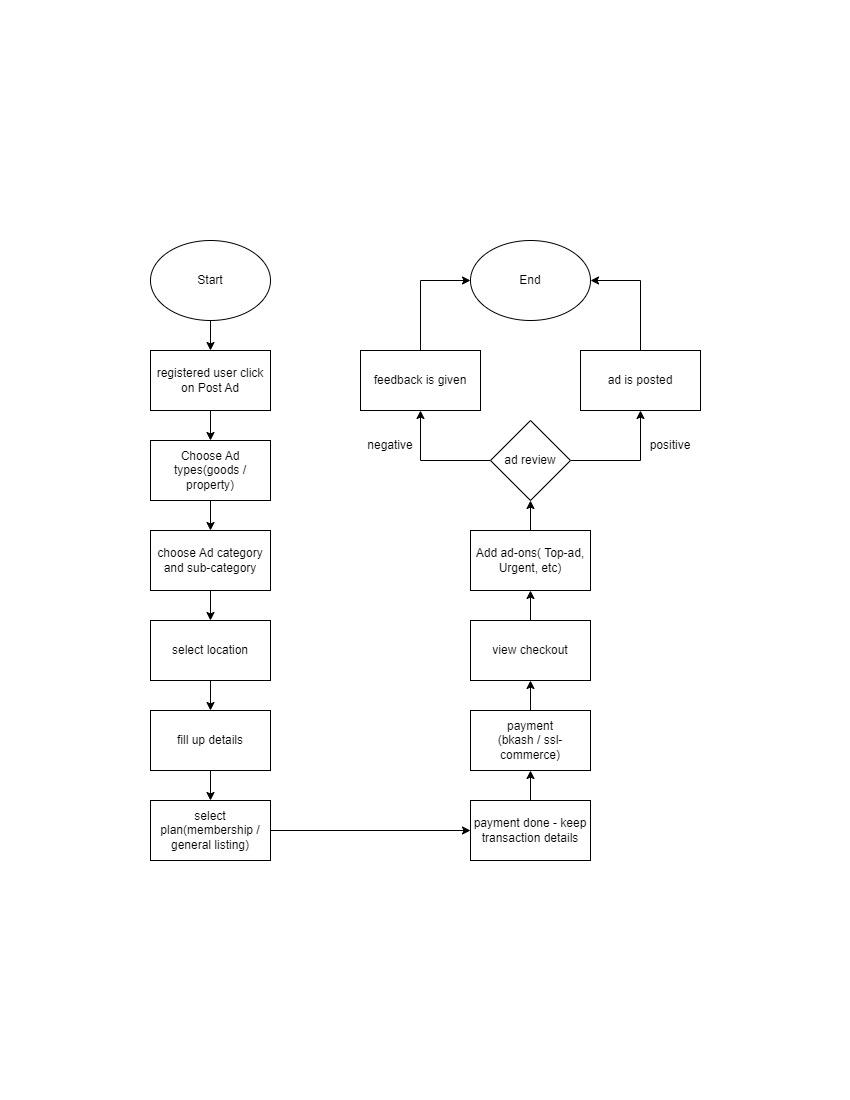 Start
registered user click
on Post Ad
Choose Ad
types(goods /
property)
choose Ad category
and sub-category
select location
fill up details
select
plan(membership /
general listing)
payment done - keep
transaction details
payment
(bkash / ssl-
commerce)
view checkout
Add ad-ons( Top-ad,
Urgent, etc)
ad review
negative
positive
feedback is given
ad is posted
End